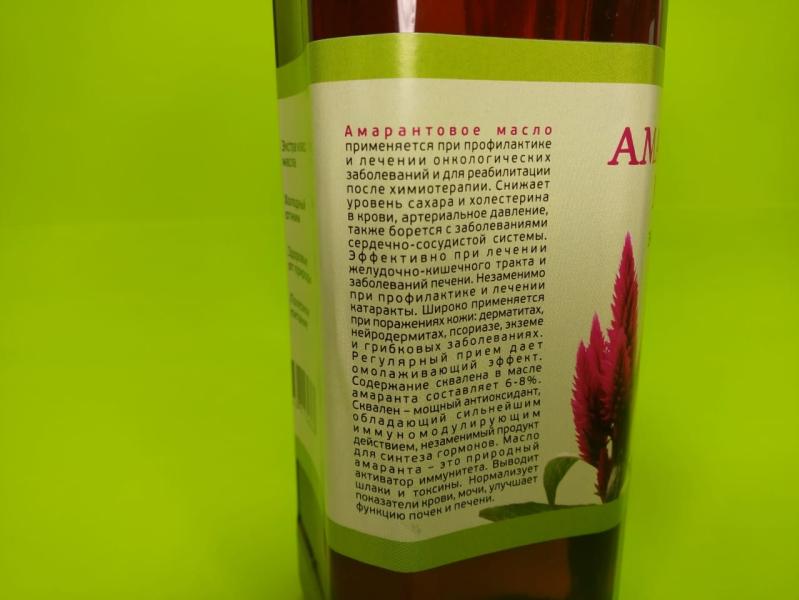 Амарантовое масло
применяется при профилактике
и лечении онкологических
заболеваний и для реабилитации
после химиотерапии. Снижает
уровень сахара и холестерина
в крови, артериальное давление,
также борется с заболеваниями
сердечно-сосудистой системы.
Эффективно при лечении
желудочно-кишечного тракта и
заболеваний печени. Незаменимо
при профилактике и лечении
катаракты. Широко применяется
при поражениях кожи: дерматитах,
нейродермитах, псориазе, экземе
и грибковых заболеваниях.
Регулярный прием дает
омолаживающий эффект.
Содержание сквалена в масле
амаранта составляет 6-8%.
Сквален – мощный антиоксидант,
обладающий сильнейшим
иммуномодулирующим
действием, незаменимый продукт
для синтеза гормонов. Масло
амаранта – это природный
активатор иммунитета. Выводит
шлаки и токсины. Нормализует
показатели крови, мочи, улучшает
функцию почек и печени.